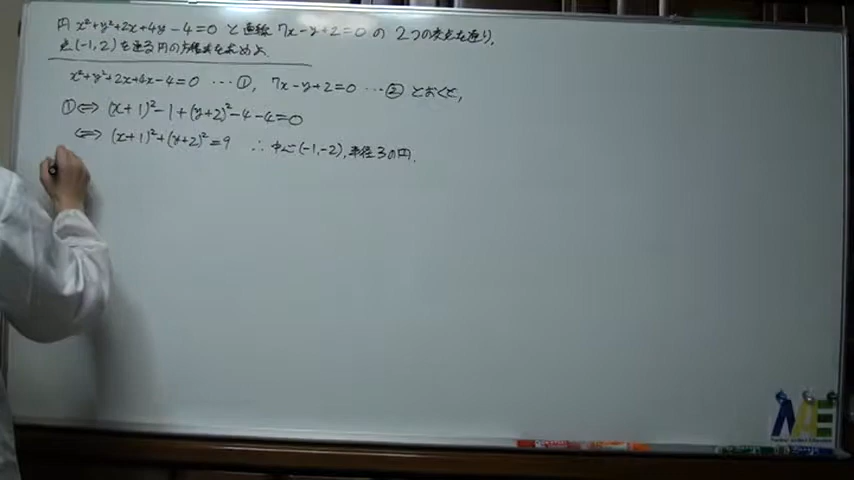 円 x²+y²+2x+4y-4=0 と直線 7x-y+2=0 の 2つの交点を通り,
点(-1,2)を通る円の方程式を求めよ.
x²+y²+2x+4x-4=0 …①, 7x-y+2=0 …② とおくと,
①⇔ (x+1)²-1+(y+2)²-4-4=0
⇔ (x+1)²+(y+2)²=9 ∴ 中心(-1,-2), 半径3の円.